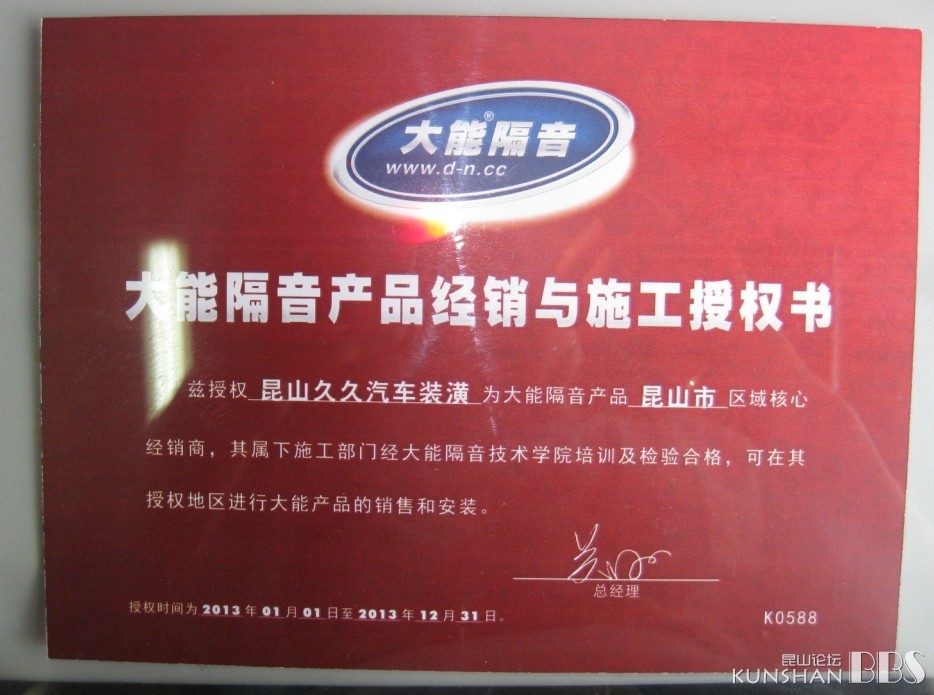 大能隔音®
www.d-n.cc
大能隔音产品经销与施工授权书
兹授权 昆山久久汽车装潢 为大能隔音产品 昆山市 区域核心
经销商，其属下施工部门经大能隔音技术学院培训及检验合格，可在其
授权地区进行大能产品的销售和安装。
总经理
授权时间为 2013 年 01 月 01 日至 2013 年 12 月 31 日。
K0588
昆山论坛
KUNSHAN BBS